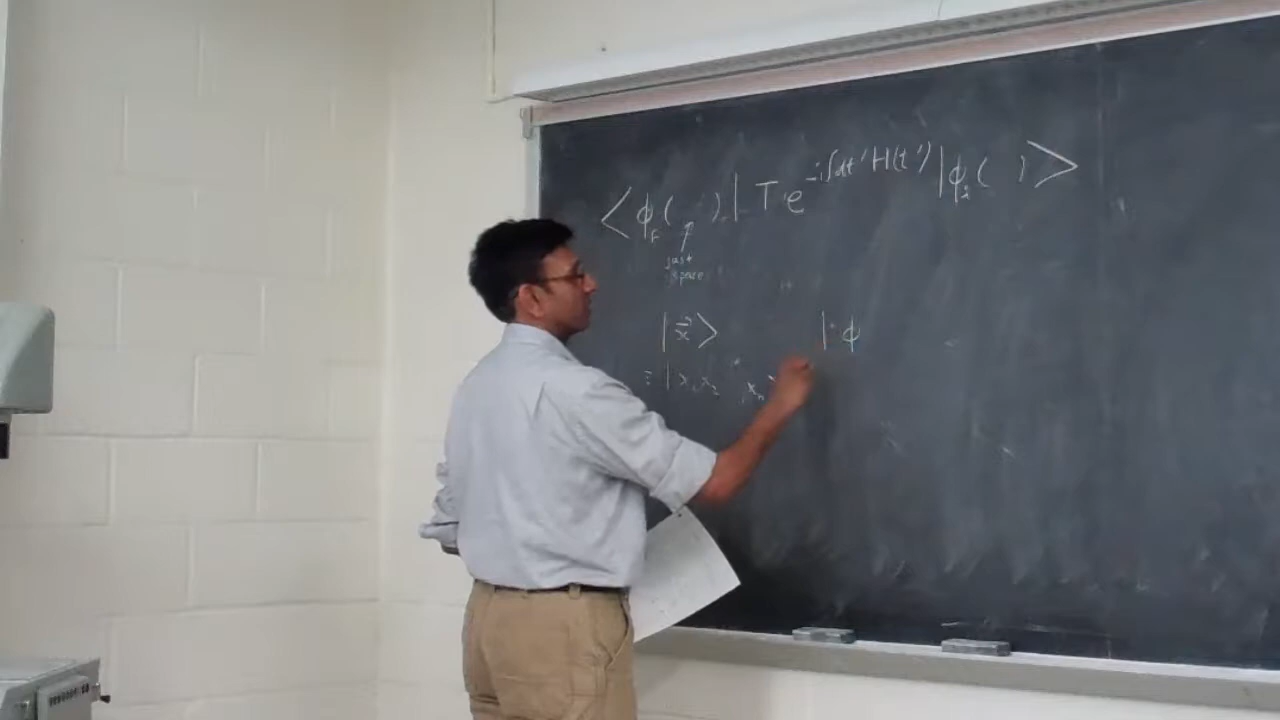 < ϕ_f ( ) | T e^{-i∫dt' H(t')} | ϕ_i ( ) >
just
space
| x⃗ > | ϕ
≡ | x₁ x₂ , x_n >